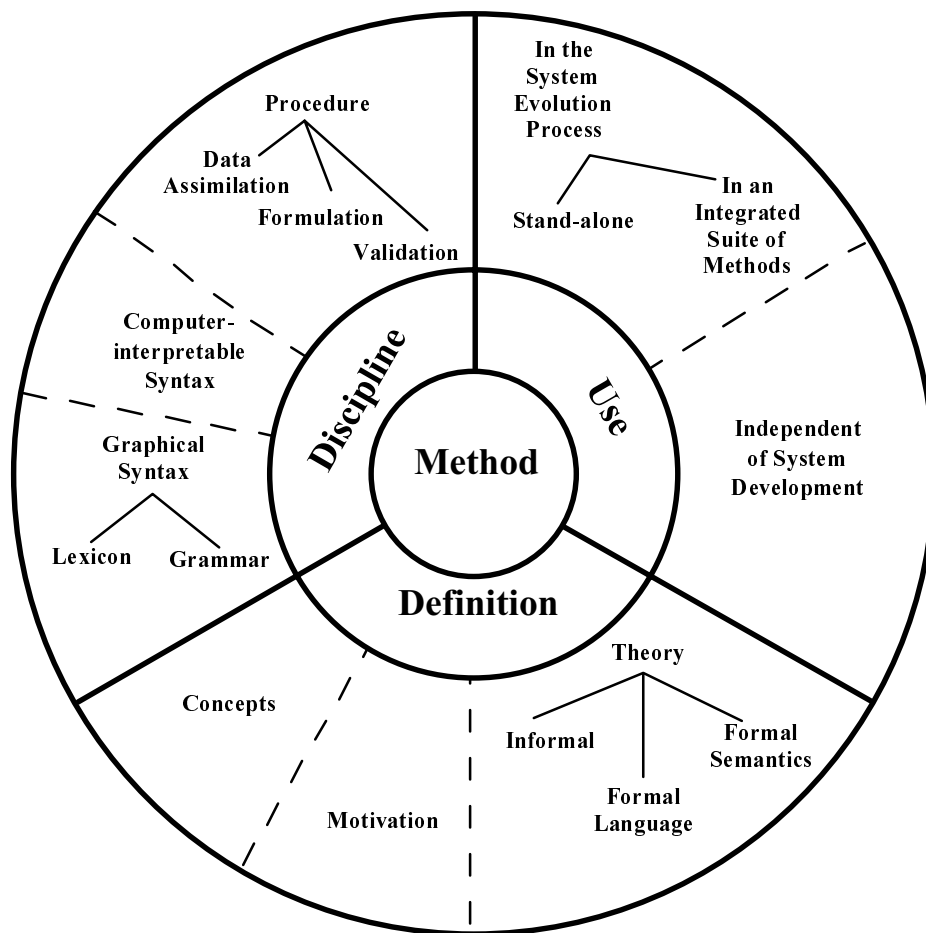 In the
System
Evolution
Process
Procedure
Data
Assimilation
Formulation
Validation
Stand-alone
In an
Integrated
Suite of
Methods
Computer-
interpretable
Syntax
Discipline
Use
Method
Graphical
Syntax
Lexicon
Grammar
Independent
of System
Development
Definition
Theory
Informal
Formal
Semantics
Formal
Language
Concepts
Motivation